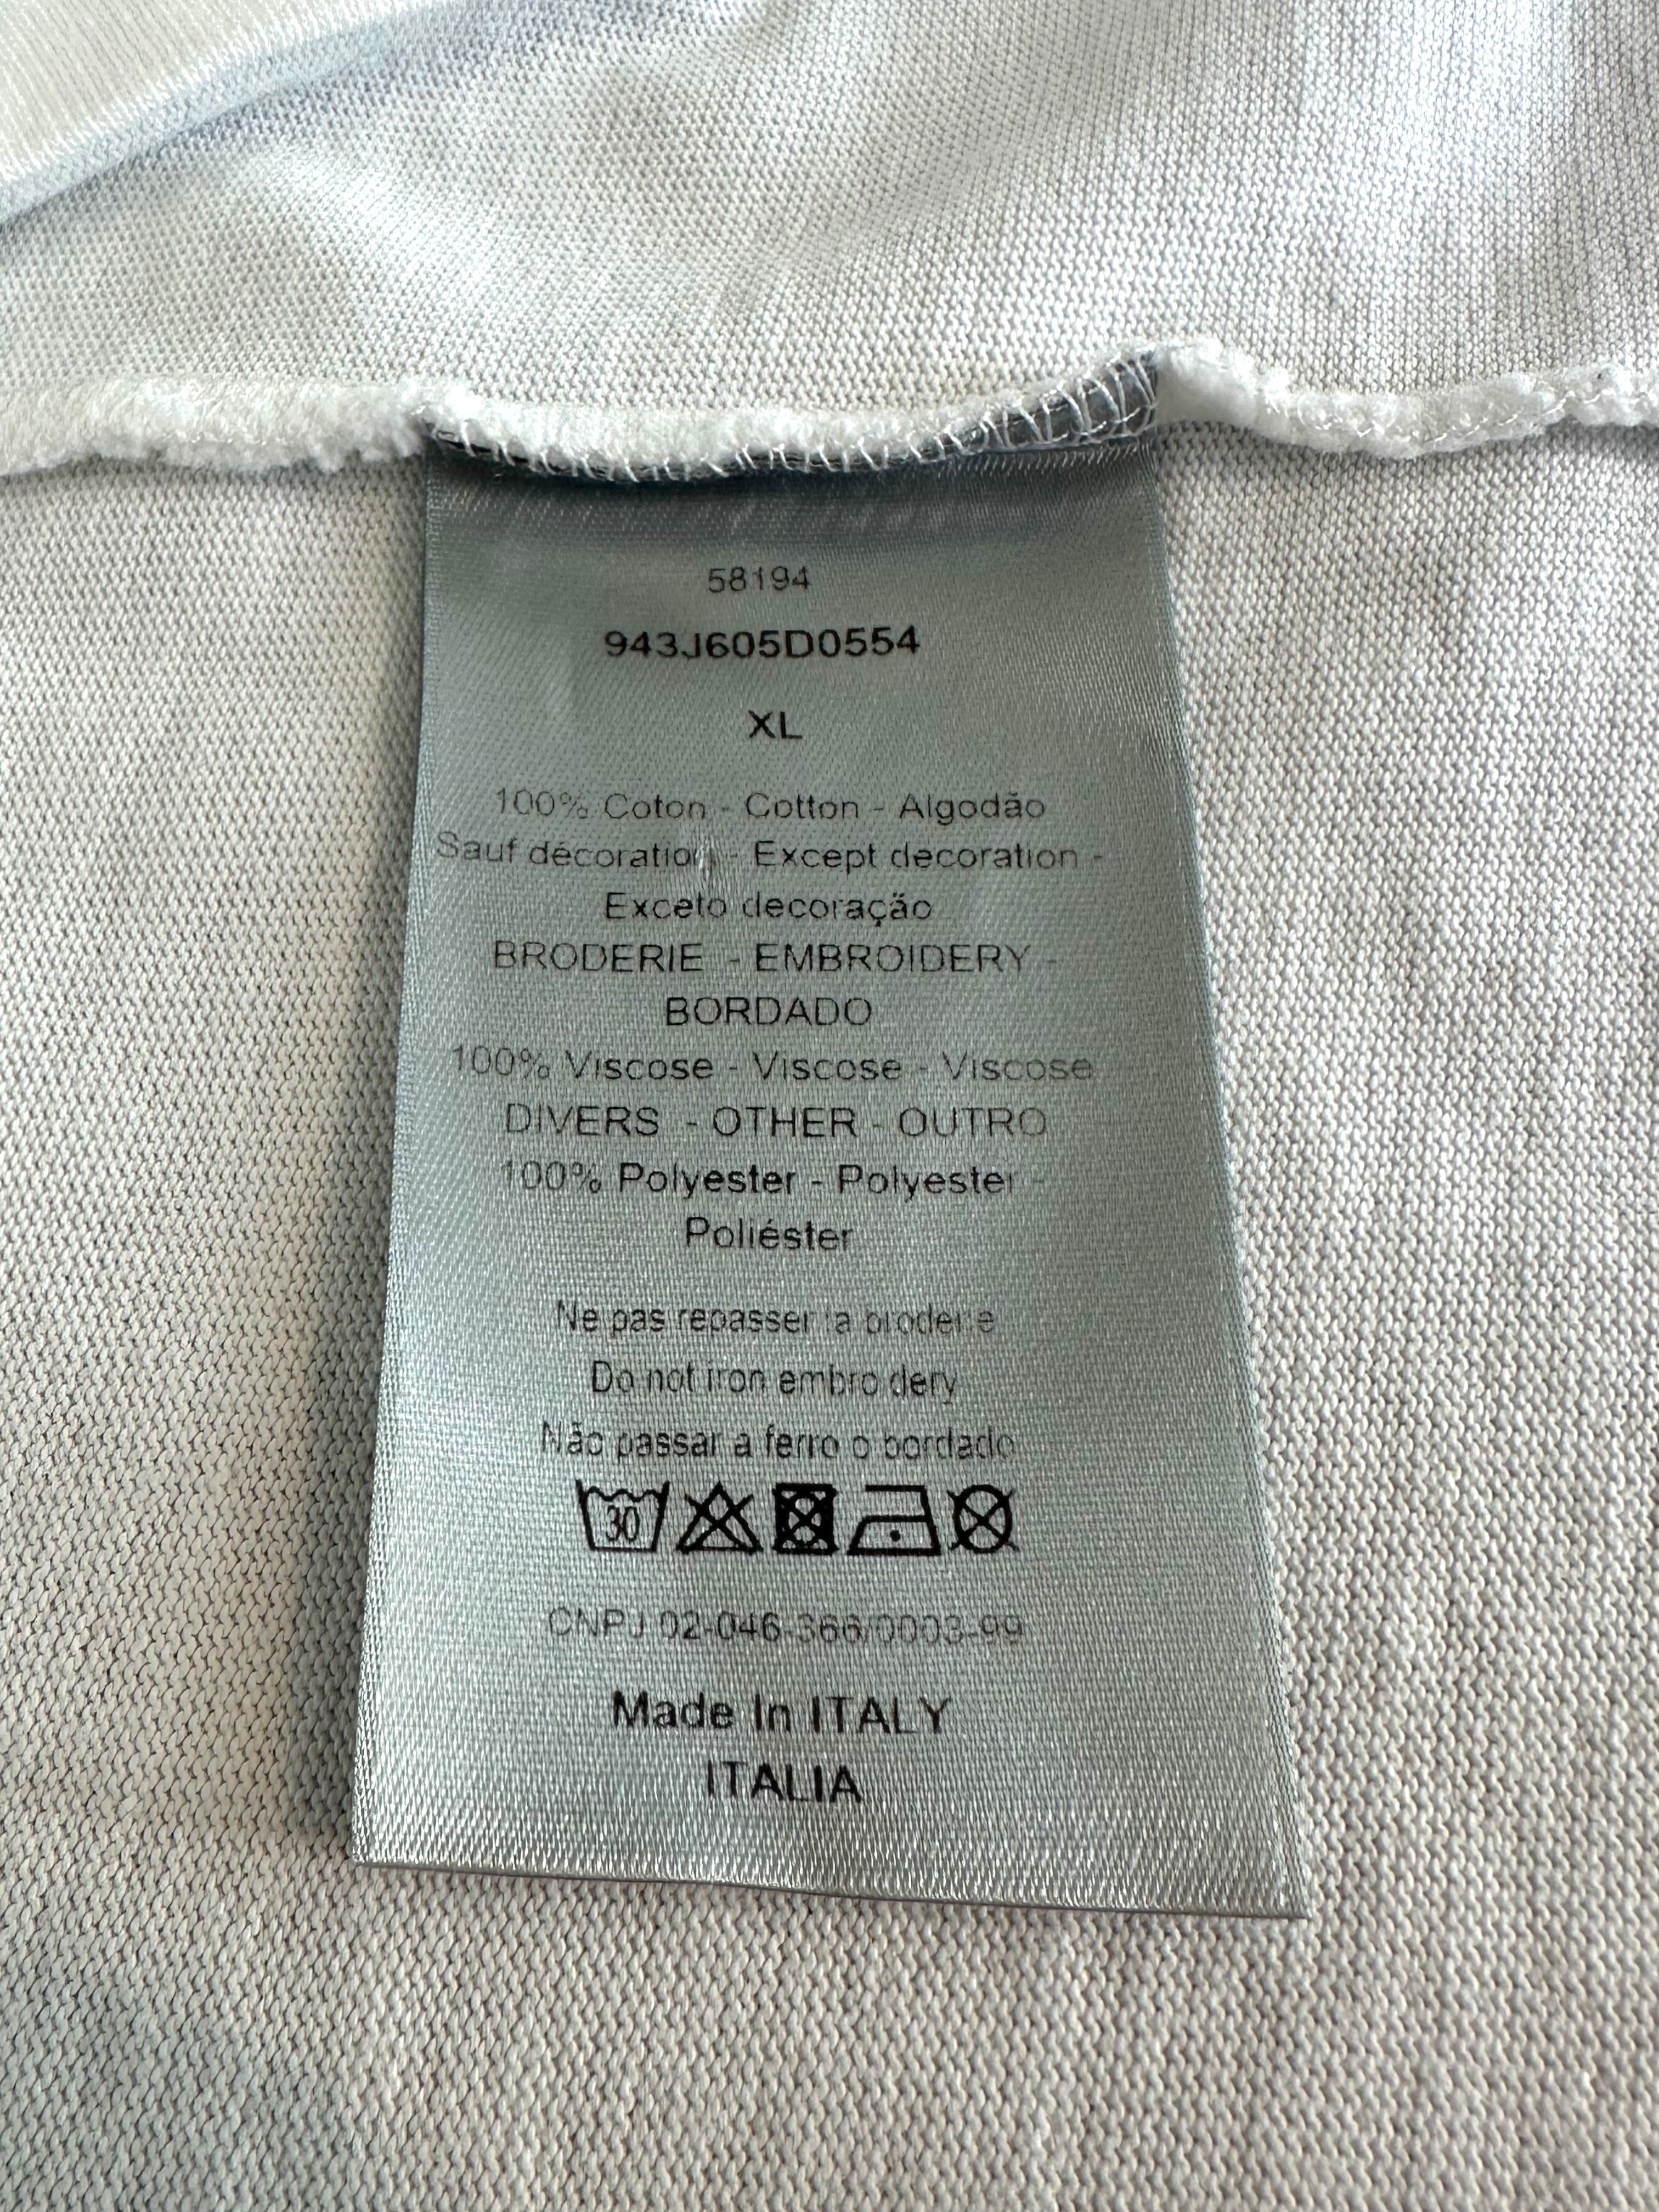 58194
943J605D0554
XL
100% Coton - Cotton - Algodão
Sauf décoration - Except decoration -
Exceto decoração
BRODERIE - EMBROIDERY -
BORDADO
100% Viscose - Viscose - Viscose
DIVERS - OTHER - OUTRO
100% Polyester - Polyester -
Poliéster
Ne pas repasser la broderie
Do not iron embroidery
Não passar a ferro o bordado
30
CNPJ 02-046-366/0003-99
Made In ITALY
ITALIA